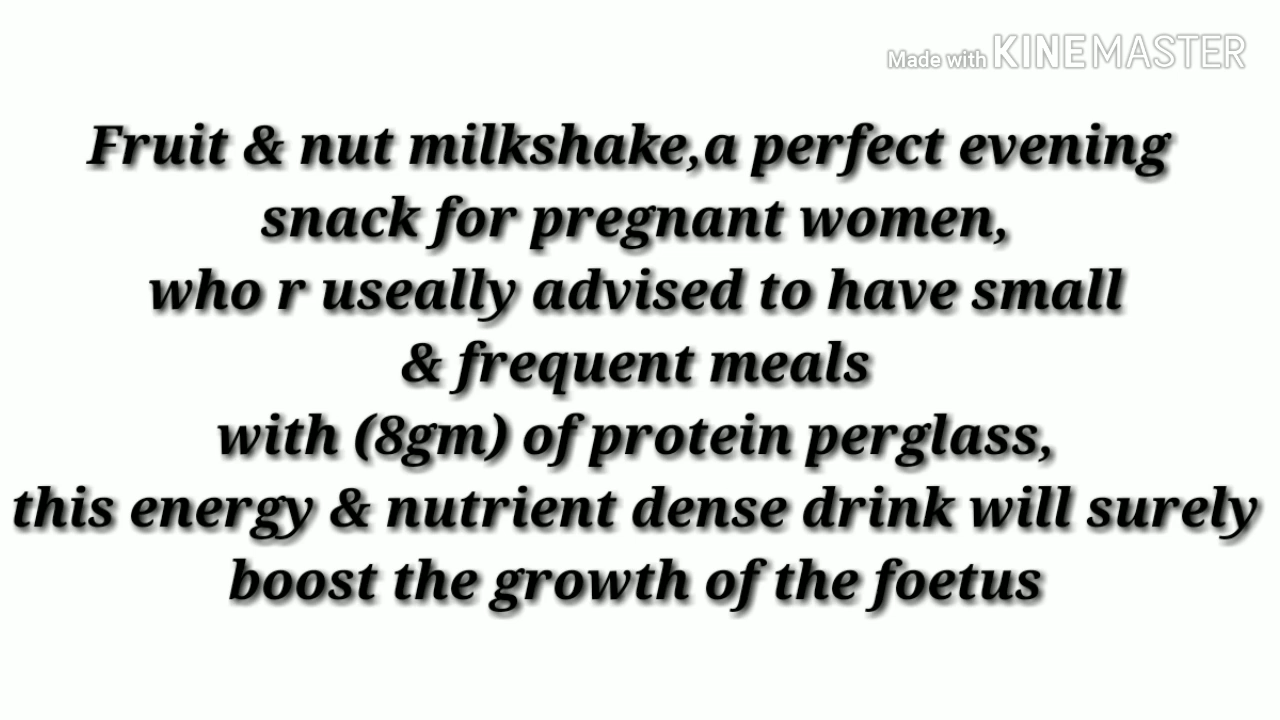 Made with KINEMASTER
Fruit & nut milkshake,a perfect evening
snack for pregnant women,
who r useally advised to have small
& frequent meals
with (8gm) of protein perglass,
this energy & nutrient dense drink will surely
boost the growth of the foetus